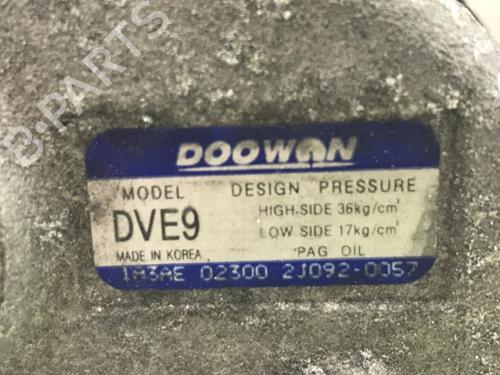 B-PARTS
DOOWON
MODEL
DVE9
MADE IN KOREA
DESIGN PRESSURE
HIGH-SIDE 36kg/cm²
LOW SIDE 17kg/cm²
PAG OIL
1M3AE 02300 2J092-0057